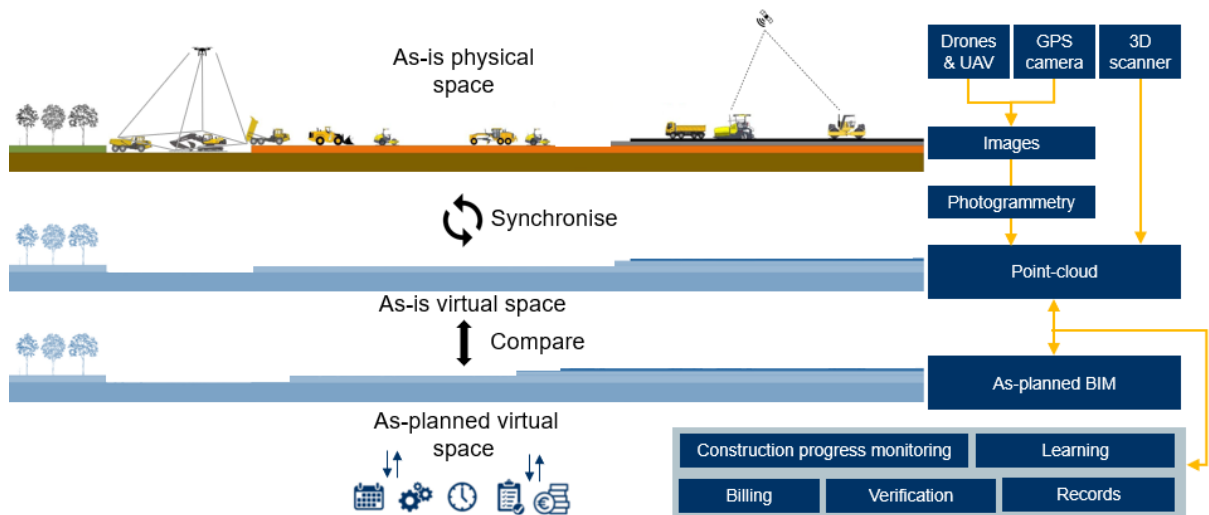 As-is physical
space
Synchronise
As-is virtual space
Compare
As-planned virtual
space
Drones
& UAV
GPS
camera
3D
scanner
Images
Photogrammetry
Point-cloud
As-planned BIM
Construction progress monitoring
Learning
Billing
Verification
Records